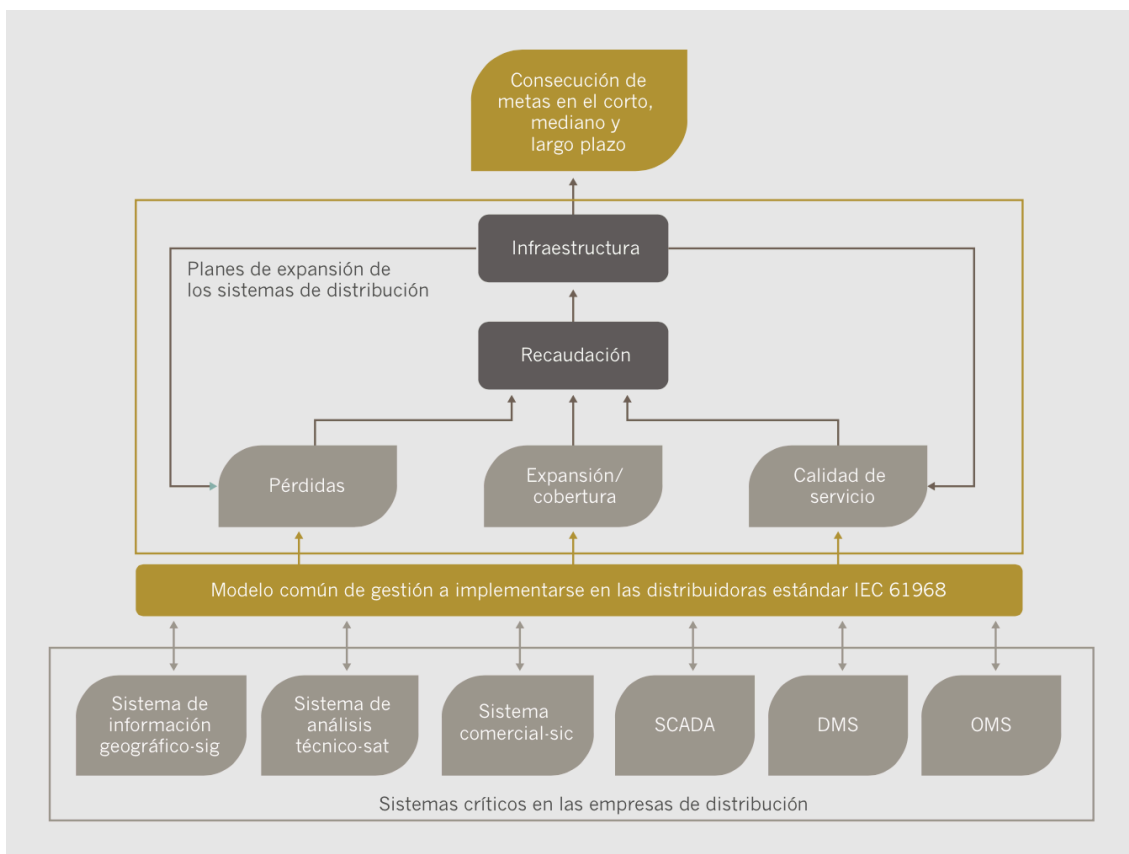 Consecución de
metas en el corto,
mediano y
largo plazo
Infraestructura
Planes de expansión de
los sistemas de distribución
Recaudación
Pérdidas
Expansión/
cobertura
Calidad de
servicio
Modelo común de gestión a implementarse en las distribuidoras estándar IEC 61968
Sistema de
información
geográfico-sig
Sistema de
análisis
técnico-sat
Sistema
comercial-sic
SCADA
DMS
OMS
Sistemas críticos en las empresas de distribución